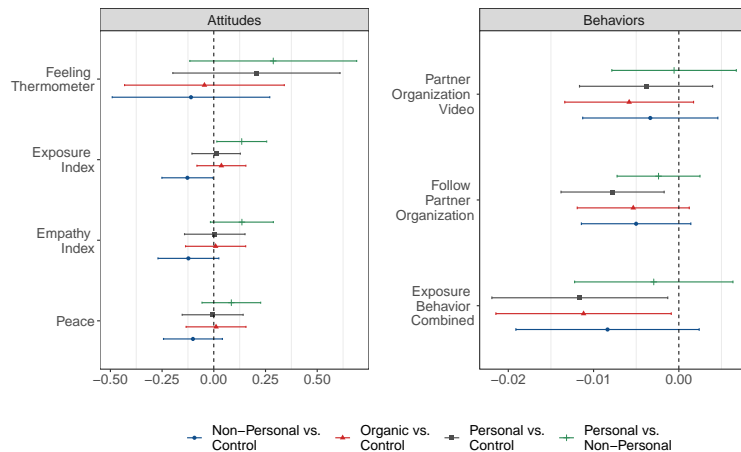 Attitudes
Behaviors
Feeling
Thermometer
Exposure
Index
Empathy
Index
Peace
−0.50
−0.25
0.00
0.25
0.50
Partner
Organization
Video
Follow
Partner
Organization
Exposure
Behavior
Combined
−0.02
−0.01
0.00
Non−Personal vs.
Control
Organic vs.
Control
Personal vs.
Control
Personal vs.
Non−Personal